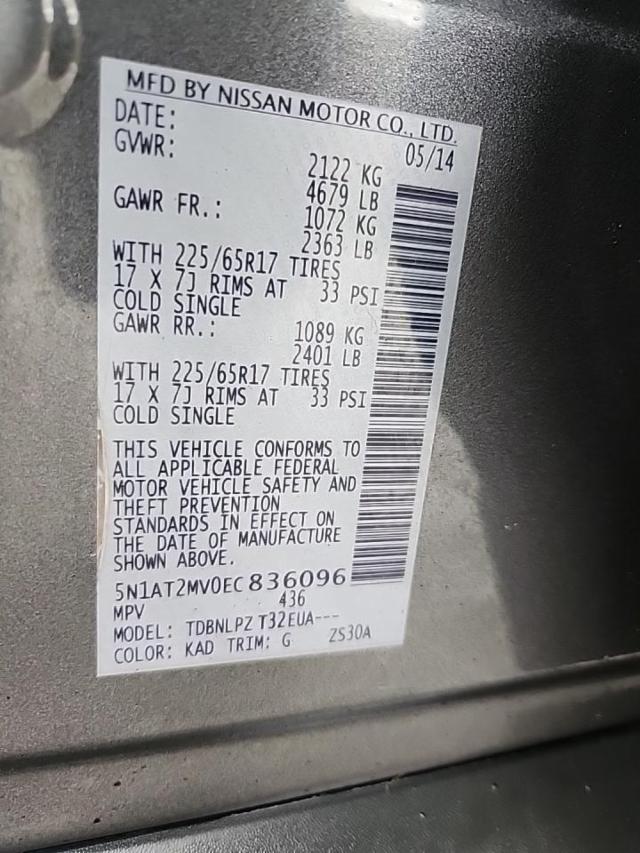 MFD BY NISSAN MOTOR CO., LTD.
DATE: 05/14
GVWR: 2122 KG
4679 LB
GAWR FR.: 1072 KG
2363 LB
WITH 225/65R17 TIRES
17 X 7J RIMS AT 33 PSI
COLD SINGLE
GAWR RR.: 1089 KG
2401 LB
WITH 225/65R17 TIRES
17 X 7J RIMS AT 33 PSI
COLD SINGLE
THIS VEHICLE CONFORMS TO
ALL APPLICABLE FEDERAL
MOTOR VEHICLE SAFETY AND
THEFT PREVENTION
STANDARDS IN EFFECT ON
THE DATE OF MANUFACTURE
SHOWN ABOVE.
5N1AT2MV0EC836096
MPV 436
MODEL: TDBNLPZ T32EUA---
COLOR: KAD TRIM: G ZS30A